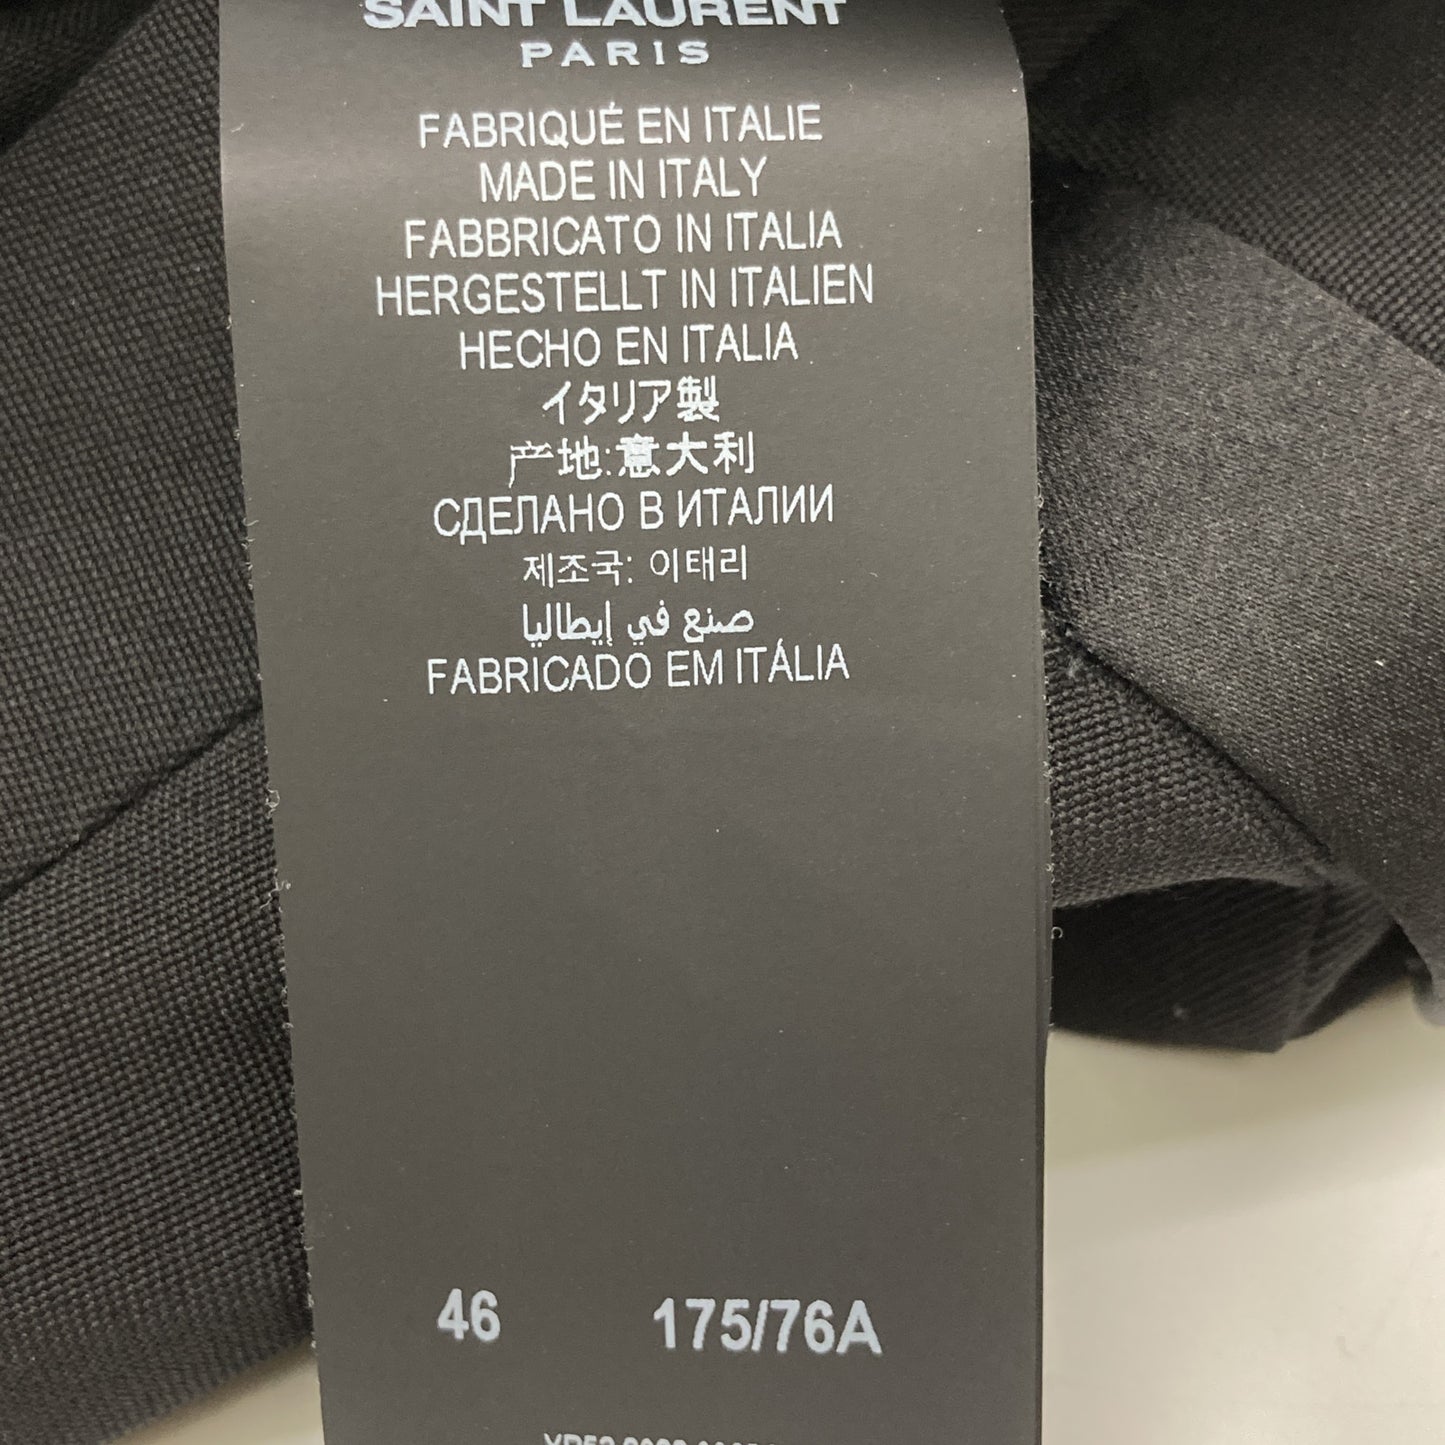 SAINT LAURENT
PARIS
FABRIQUÉ EN ITALIE
MADE IN ITALY
FABBRICATO IN ITALIA
HERGESTELLT IN ITALIEN
HECHO EN ITALIA
イタリア製
产地:意大利
СДЕЛАНО В ИТАЛИИ
제조국: 이태리
صنع في إيطاليا
FABRICADO EM ITÁLIA
46 175/76A